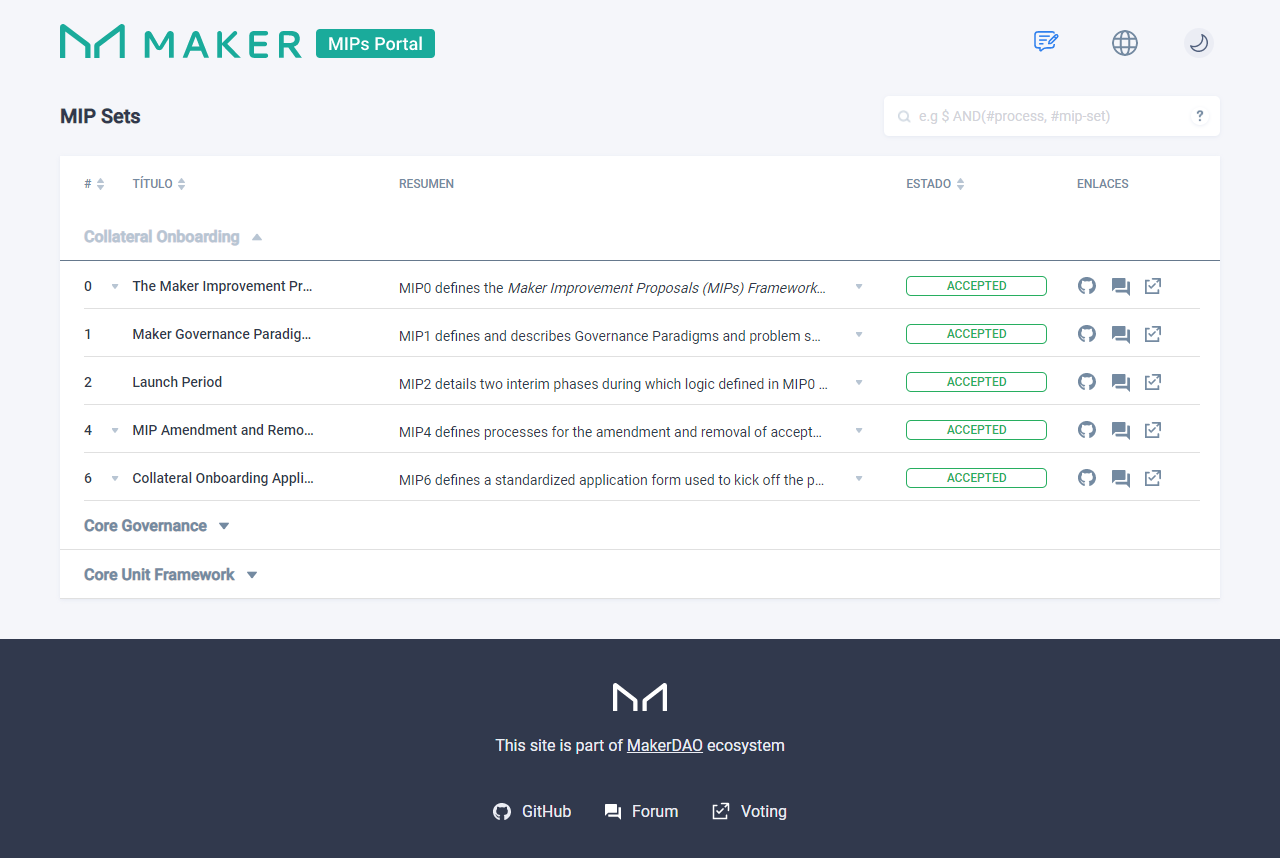 MAKER MIPs Portal
MIP Sets
e.g $ AND(#process, #mip-set) ?
# TÍTULO RESUMEN ESTADO ENLACES
Collateral Onboarding
0 The Maker Improvement Pr... MIP0 defines the Maker Improvement Proposals (MIPs) Framework... ACCEPTED
1 Maker Governance Paradig... MIP1 defines and describes Governance Paradigms and problem s... ACCEPTED
2 Launch Period MIP2 details two interim phases during which logic defined in MIP0 ... ACCEPTED
4 MIP Amendment and Remo... MIP4 defines processes for the amendment and removal of accept... ACCEPTED
6 Collateral Onboarding Appli... MIP6 defines a standardized application form used to kick off the p... ACCEPTED
Core Governance
Core Unit Framework
This site is part of MakerDAO ecosystem
GitHub Forum Voting